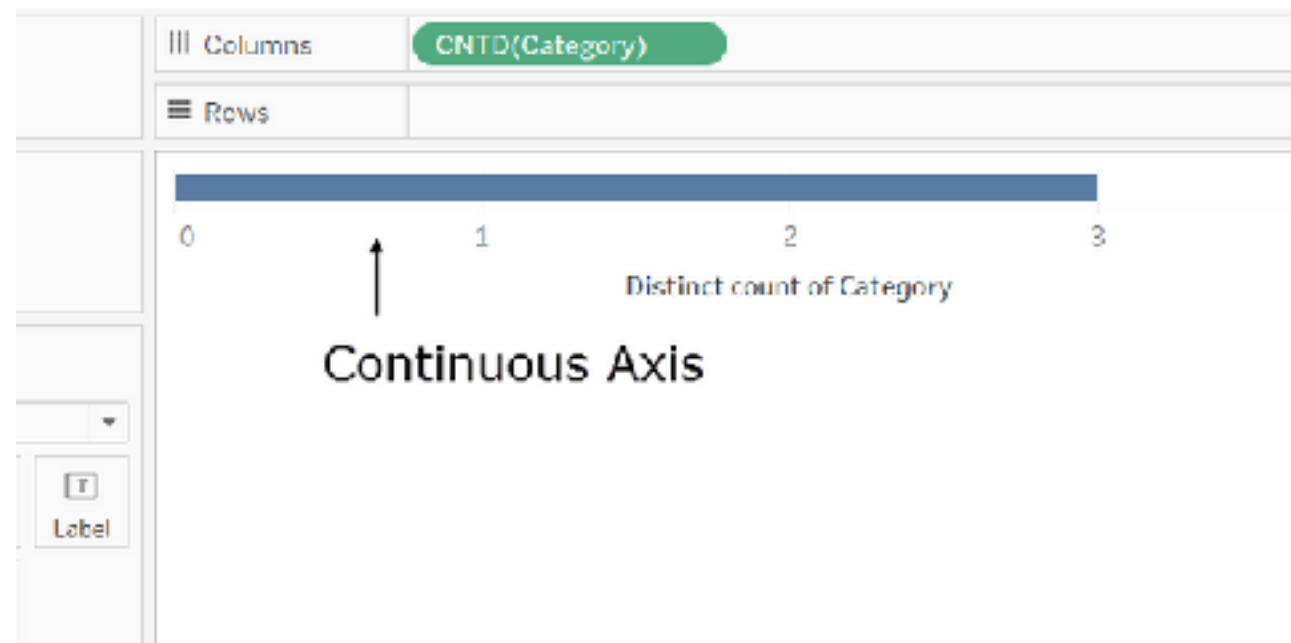 Columns
CNTD(Category)
Rows
0 1 2 3
Distinct count of Category
Continuous Axis
T
Label